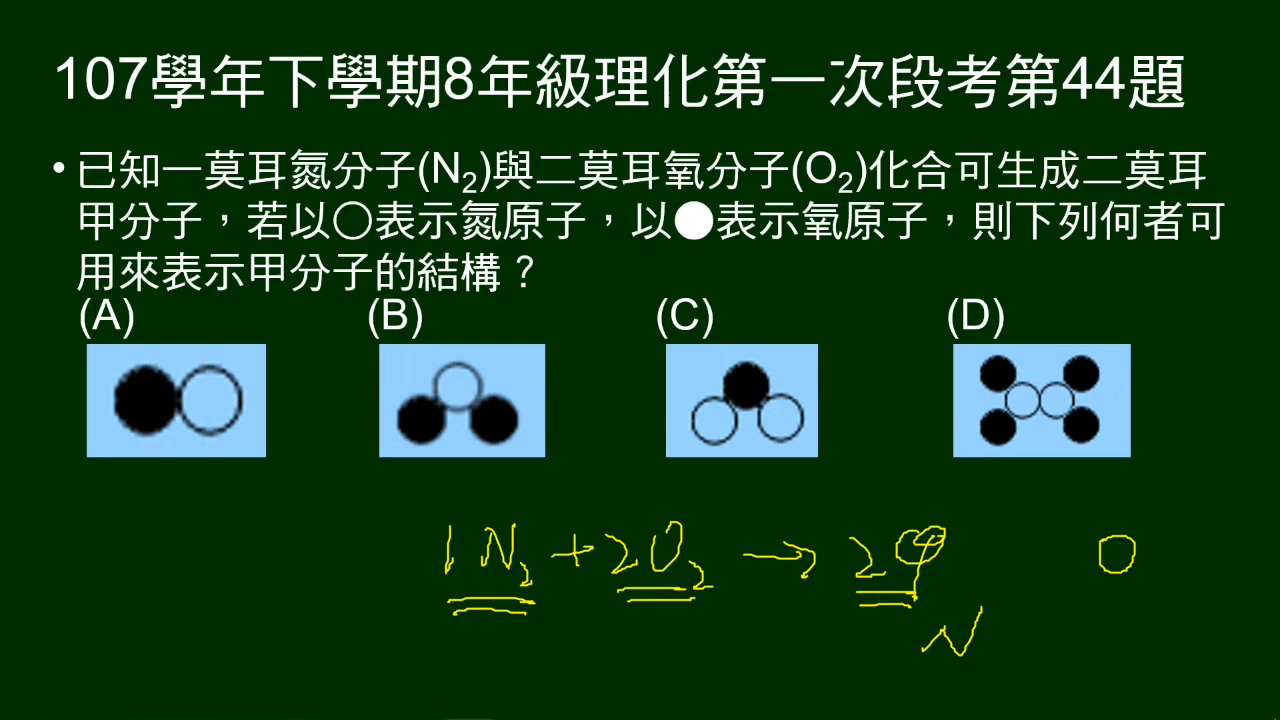 107學年下學期8年級理化第一次段考第44題
• 已知一莫耳氮分子(N₂)與二莫耳氧分子(O₂)化合可生成二莫耳
甲分子，若以○表示氮原子，以●表示氧原子，則下列何者可
用來表示甲分子的結構？
(A) (B) (C) (D)
1N₂ + 2O₂ → 2甲 O
N